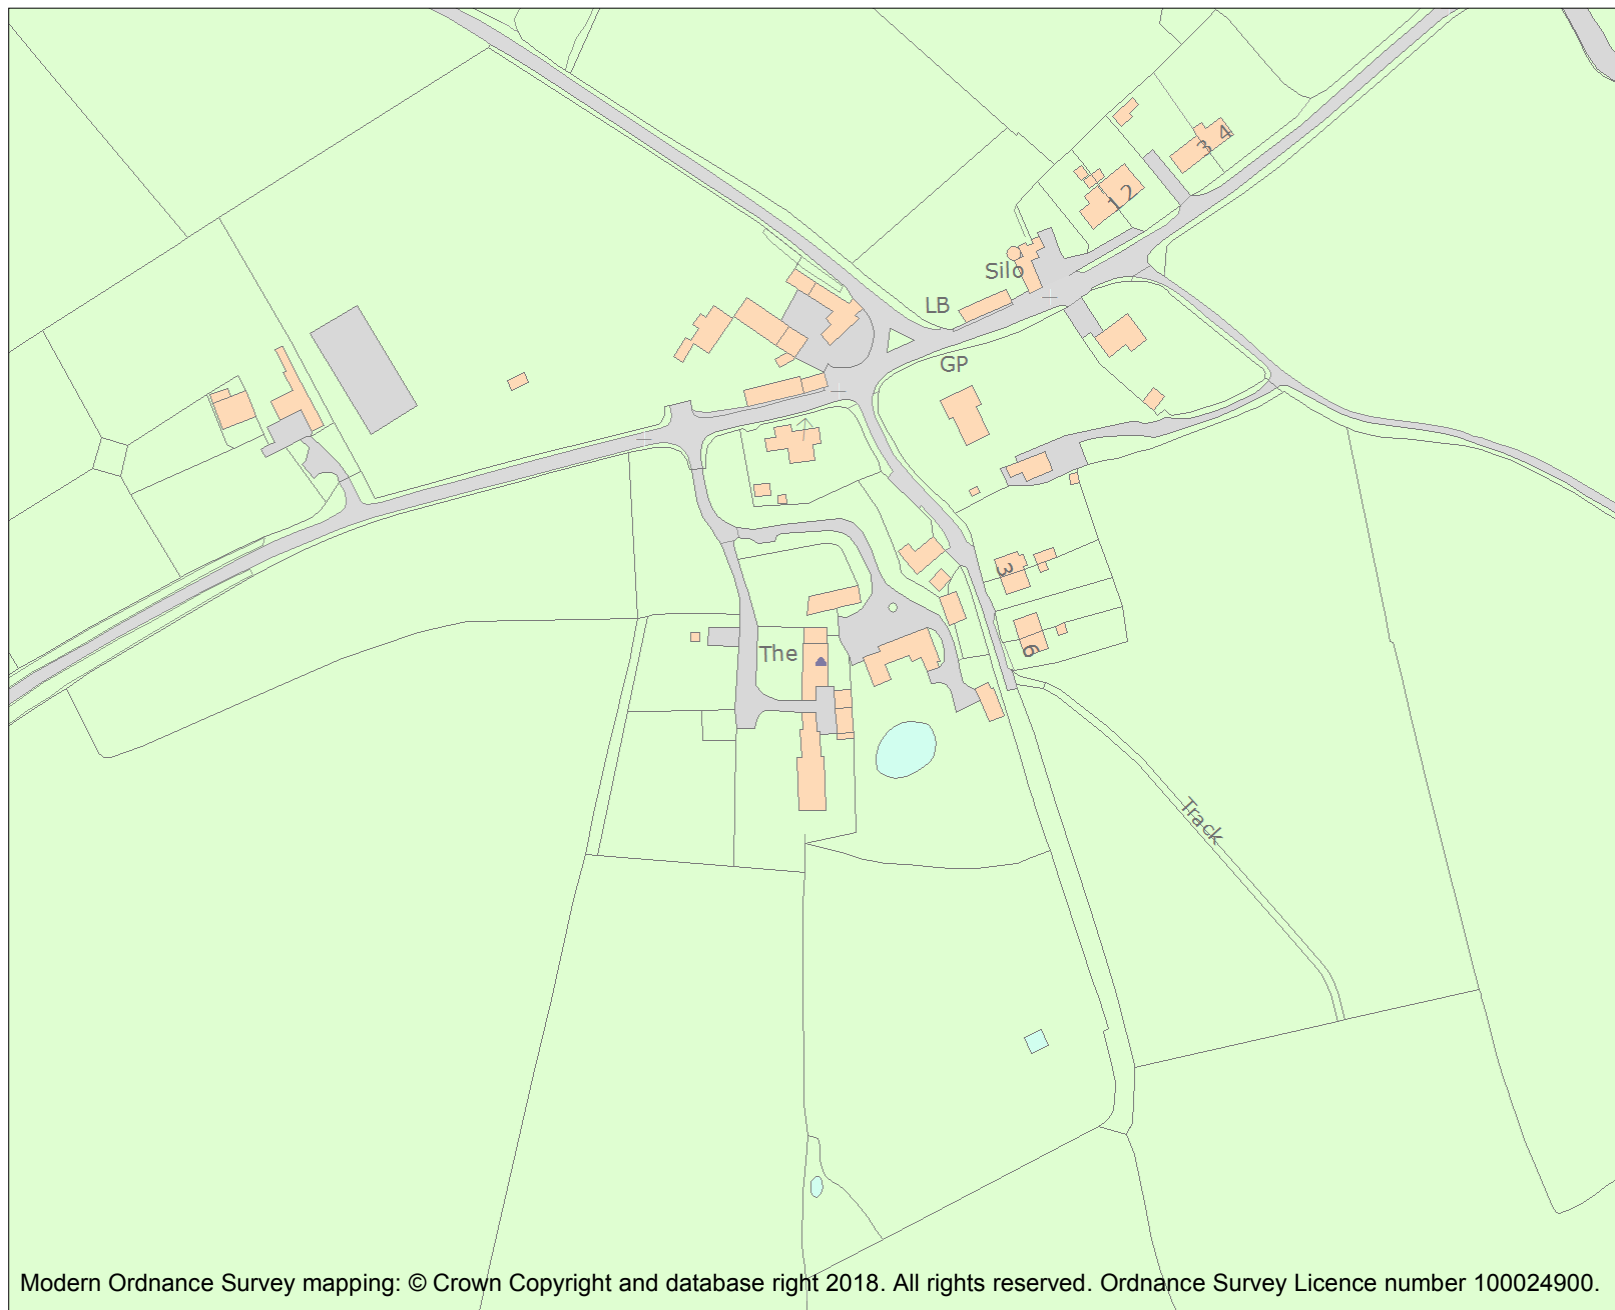 4
3
2
1
Silo
LB
GP
3
6
The
Track
Modern Ordnance Survey mapping: © Crown Copyright and database right 2018. All rights reserved. Ordnance Survey Licence number 100024900.